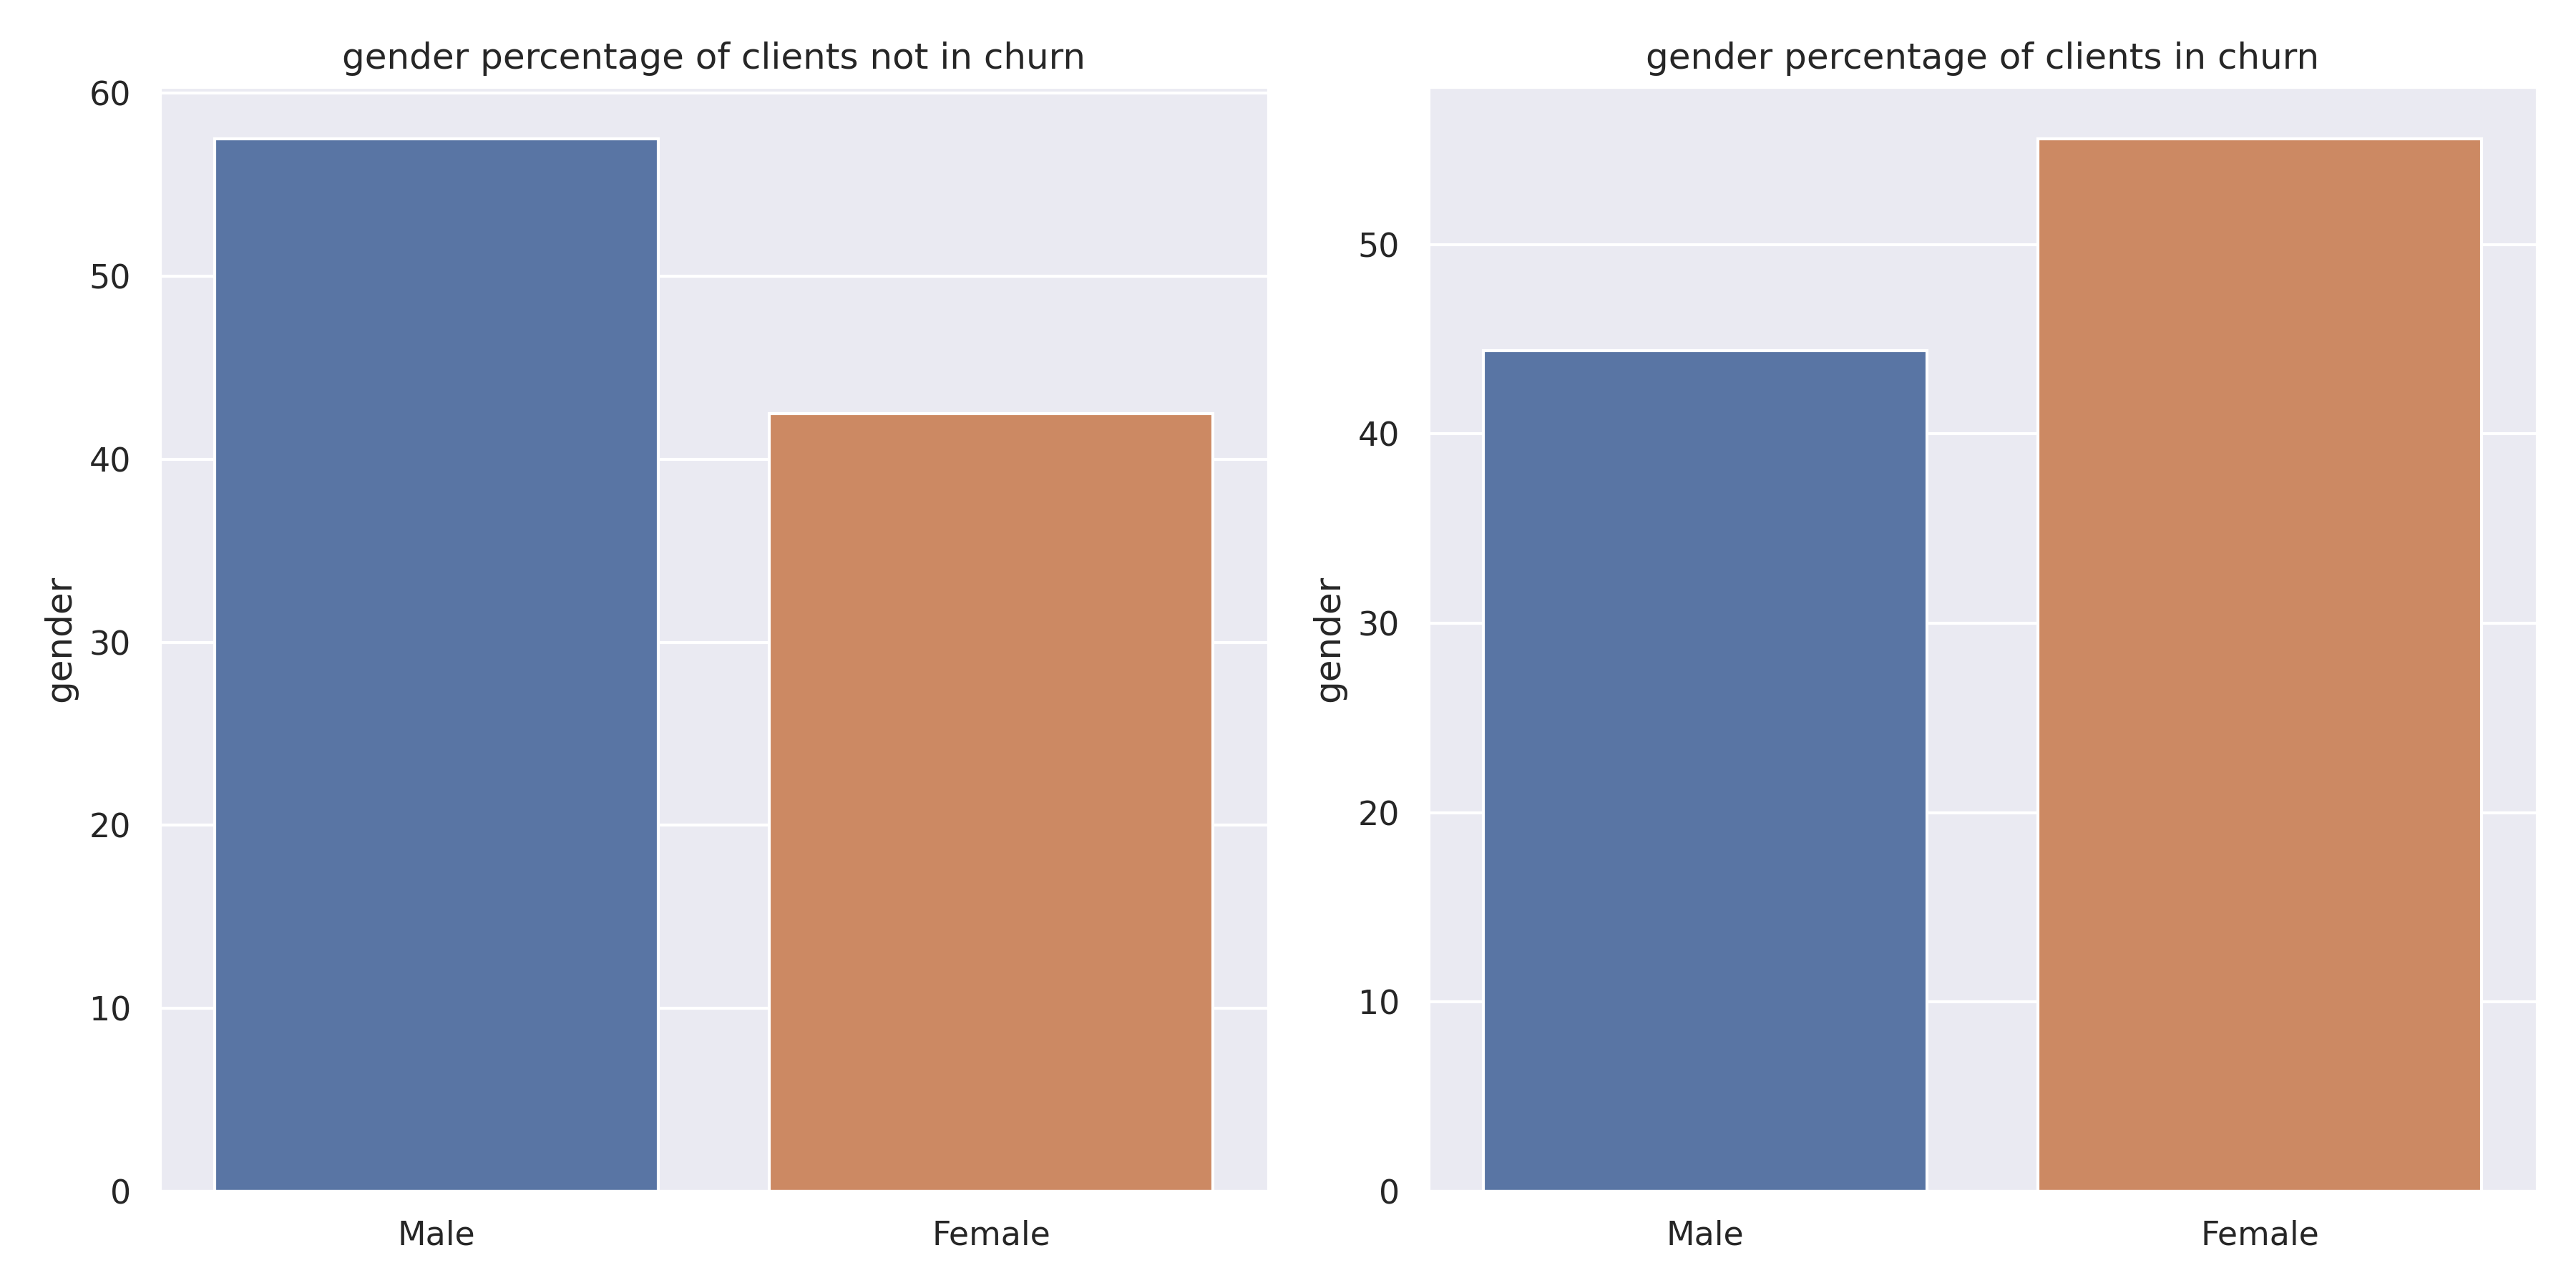 gender percentage of clients not in churn
60
50
40
30
20
10
0
gender
Male Female
gender percentage of clients in churn
50
40
30
20
10
0
gender
Male Female